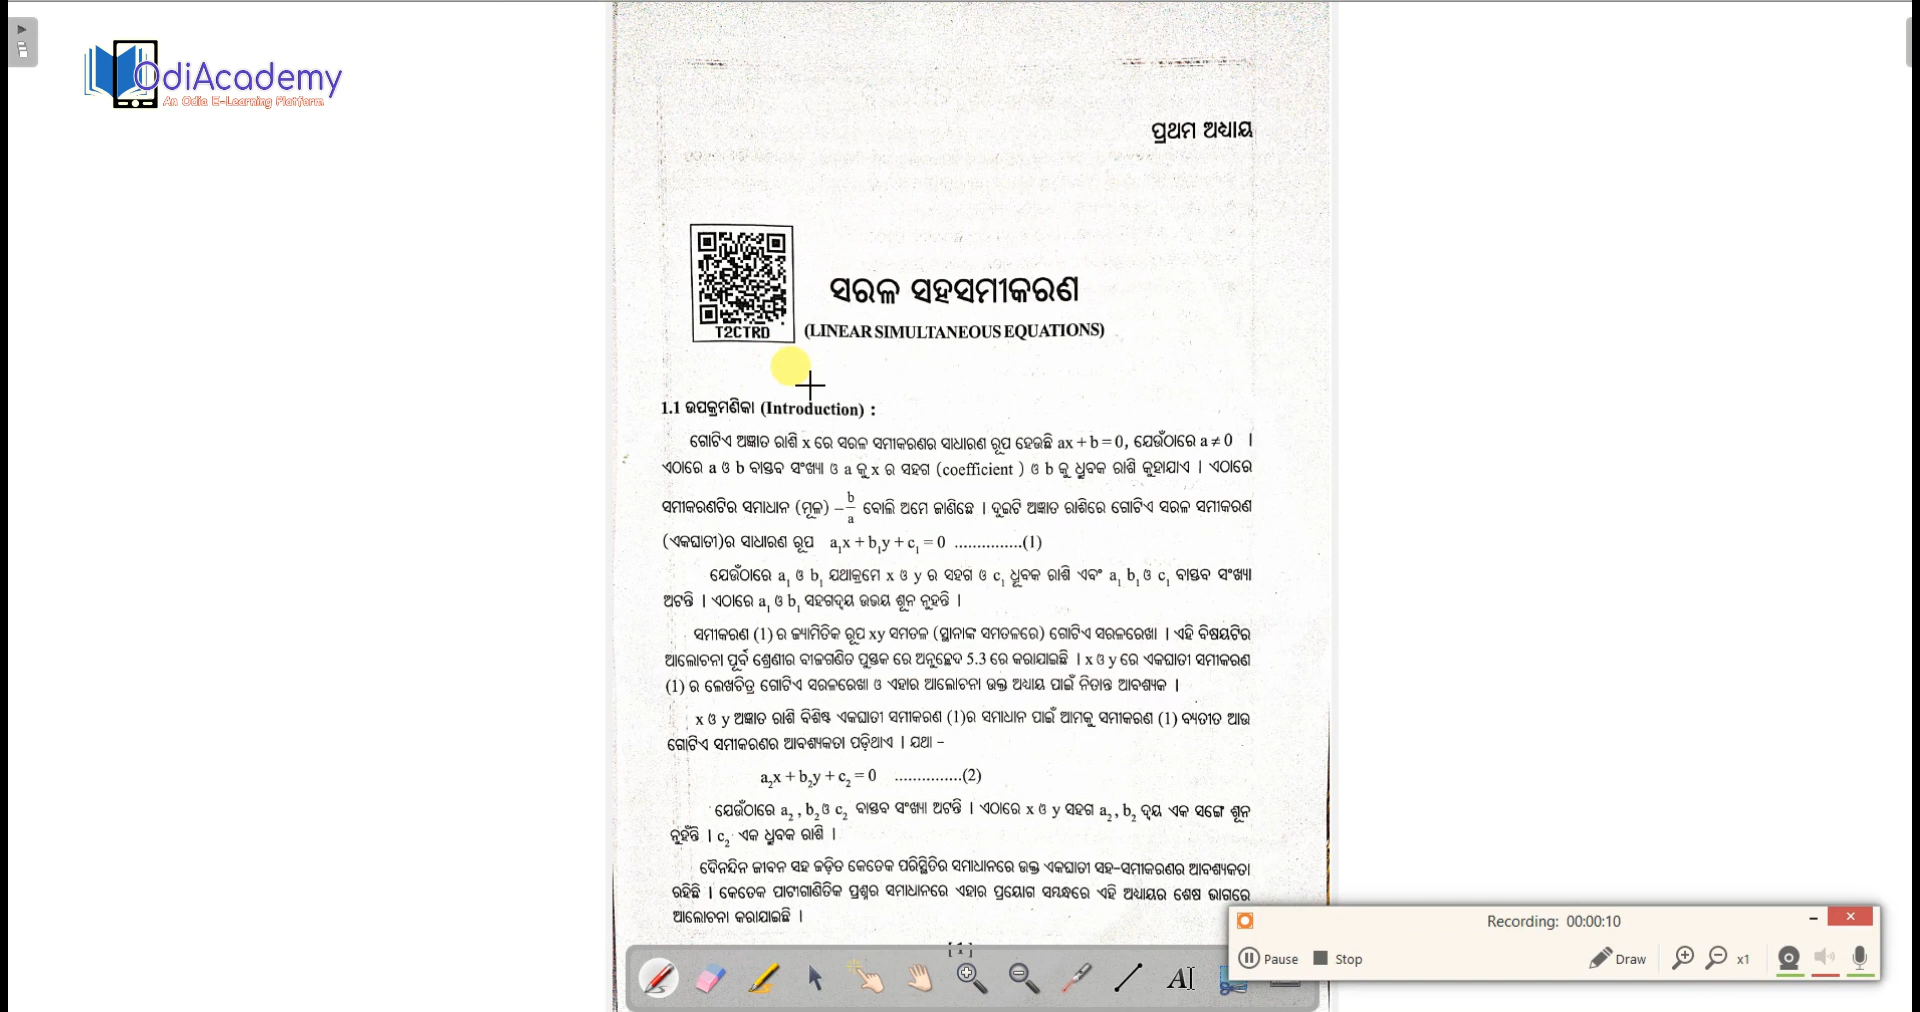 OdiAcademy
An Odia E-Learning Platform
ପ୍ରଥମ ଅଧ୍ୟାୟ
T2CTRD
ସରଳ ସହସମୀକରଣ
(LINEAR SIMULTANEOUS EQUATIONS)
1.1 ଉପକ୍ରମଣିକା (Introduction) :
ଗୋଟିଏ ଅଜ୍ଞାତ ରାଶି x ରେ ସରଳ ସମୀକରଣର ସାଧାରଣ ରୂପ ହେଉଛି ax + b = 0, ଯେଉଁଠାରେ a ≠ 0 ।
ଏଠାରେ a ଓ b ବାସ୍ତବ ସଂଖ୍ୟା ଓ a କୁ x ର ସହଗ (coefficient ) ଓ b କୁ ଧ୍ରୁବକ ରାଶି କୁହାଯାଏ । ଏଠାରେ
ସମୀକରଣଟିର ସମାଧାନ (ମୂଳ) −b/a ବୋଲି ଅମେ ଜାଣିଛେ । ଦୁଇଟି ଅଜ୍ଞାତ ରାଶିରେ ଗୋଟିଏ ସରଳ ସମୀକରଣ
(ଏକଘାତୀ)ର ସାଧାରଣ ରୂପ a₁x + b₁y + c₁ = 0 ...............(1)
ଯେଉଁଠାରେ a₁ ଓ b₁ ଯଥାକ୍ରମେ x ଓ y ର ସହଗ ଓ c₁ ଧ୍ରୁବକ ରାଶି ଏବଂ a₁ b₁ ଓ c₁ ବାସ୍ତବ ସଂଖ୍ୟା
ଅଟନ୍ତି । ଏଠାରେ a₁ ଓ b₁ ସହଗଦ୍ୱୟ ଉଭୟ ଶୂନ ନୁହନ୍ତି ।
ସମୀକରଣ (1) ର ଜ୍ୟାମିତିକ ରୂପ xy ସମତଳ (ସ୍ଥାନାଙ୍କ ସମତଳରେ) ଗୋଟିଏ ସରଳରେଖା । ଏହି ବିଷୟଟିର
ଆଲୋଚନା ପୂର୍ବ ଶ୍ରେଣୀର ବୀଜଗଣିତ ପୁସ୍ତକ ରେ ଅନୁଚ୍ଛେଦ 5.3 ରେ କରାଯାଇଛି । x ଓ y ରେ ଏକଘାତୀ ସମୀକରଣ
(1) ର ଲେଖଚିତ୍ର ଗୋଟିଏ ସରଳରେଖା ଓ ଏହାର ଆଲୋଚନା ଉକ୍ତ ଅଧ୍ୟାୟ ପାଇଁ ନିତାନ୍ତ ଆବଶ୍ୟକ ।
x ଓ y ଅଜ୍ଞାତ ରାଶି ବିଶିଷ୍ଟ ଏକଘାତୀ ସମୀକରଣ (1)ର ସମାଧାନ ପାଇଁ ଆମକୁ ସମୀକରଣ (1) ବ୍ୟତୀତ ଆଉ
ଗୋଟିଏ ସମୀକରଣର ଆବଶ୍ୟକତା ପଡ଼ିଥାଏ । ଯଥା -
a₂x + b₂y + c₂ = 0 ...............(2)
ଯେଉଁଠାରେ a₂ , b₂ ଓ c₂ ବାସ୍ତବ ସଂଖ୍ୟା ଅଟନ୍ତି । ଏଠାରେ x ଓ y ସହଗ a₂ , b₂ ଦ୍ୱୟ ଏକ ସଙ୍ଗେ ଶୂନ
ନୁହଁନ୍ତି । c₂ ଏକ ଧ୍ରୁବକ ରାଶି ।
ଦୈନନ୍ଦିନ ଜୀବନ ସହ ଜଡ଼ିତ କେତେକ ପରିସ୍ଥିତିର ସମାଧାନରେ ଉକ୍ତ ଏକଘାତୀ ସହ-ସମୀକରଣର ଆବଶ୍ୟକତା
ରହିଛି । କେତେକ ପାଟୀଗାଣିତିକ ପ୍ରଶ୍ନର ସମାଧାନରେ ଏହାର ପ୍ରୟୋଗ ସମ୍ବନ୍ଧରେ ଏହି ଅଧ୍ୟାୟର ଶେଷ ଭାଗରେ
ଆଲୋଚନା କରାଯାଇଛି ।
[ 1 ]
Recording: 00:00:10
Pause Stop Draw x1